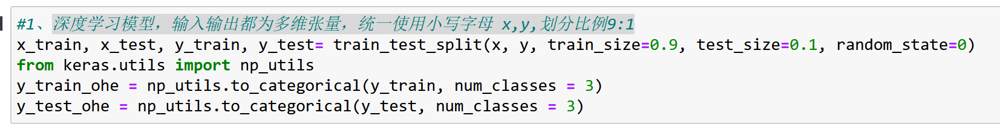 #1、深度学习模型，输入输出都为多维张量，统一使用小写字母 x,y,划分比例9:1
x_train, x_test, y_train, y_test= train_test_split(x, y, train_size=0.9, test_size=0.1, random_state=0)
from keras.utils import np_utils
y_train_ohe = np_utils.to_categorical(y_train, num_classes = 3)
y_test_ohe = np_utils.to_categorical(y_test, num_classes = 3)